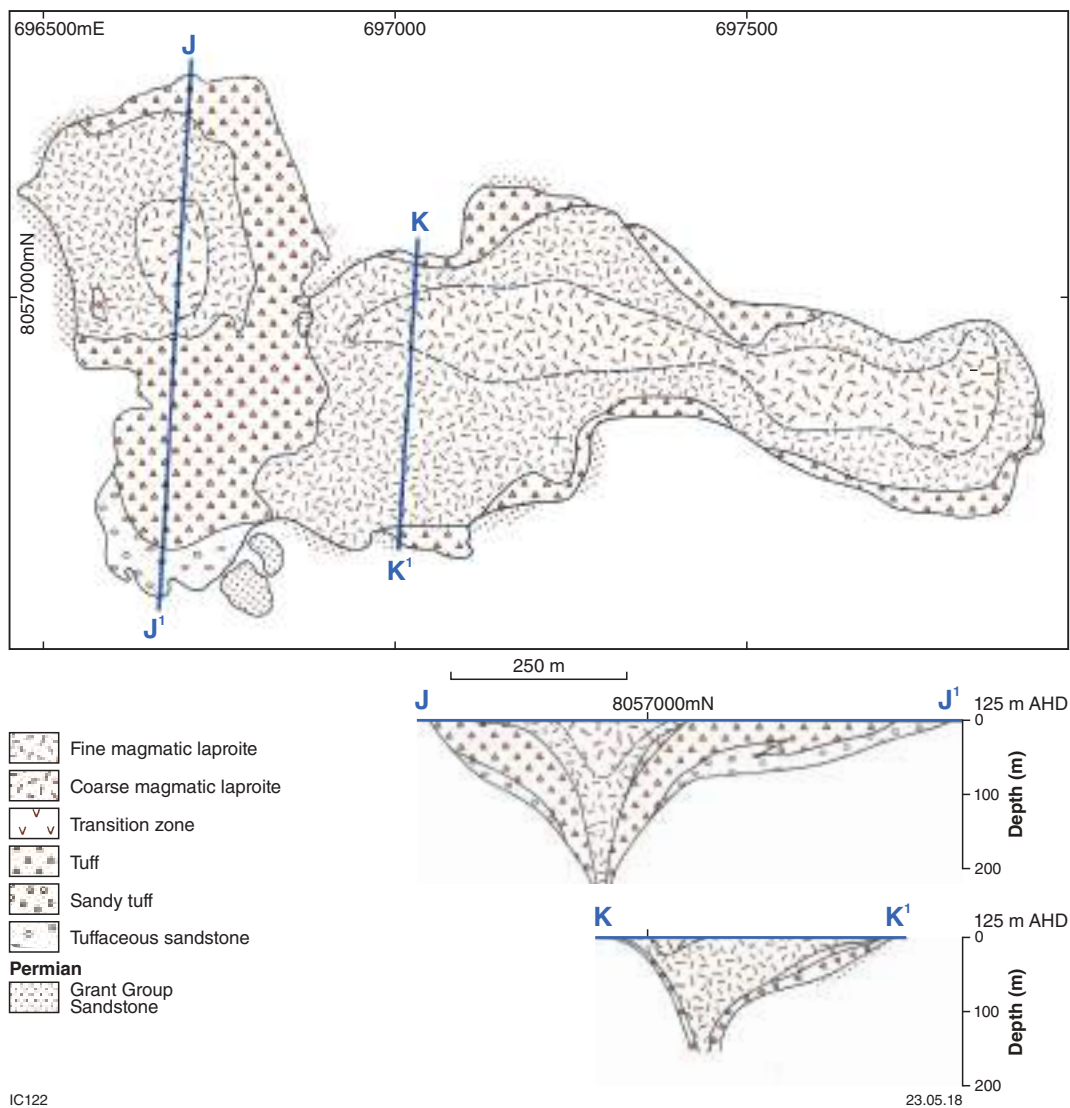 696500mE
697000
697500
J
K
8057000mN
K1
J1
250 m
J
8057000mN
J1
125 m AHD
0
100
200
Depth (m)
Fine magmatic laproite
Coarse magmatic laproite
Transition zone
Tuff
Sandy tuff
Tuffaceous sandstone
Permian
Grant Group
Sandstone
K
K1
125 m AHD
0
100
200
Depth (m)
IC122
23.05.18